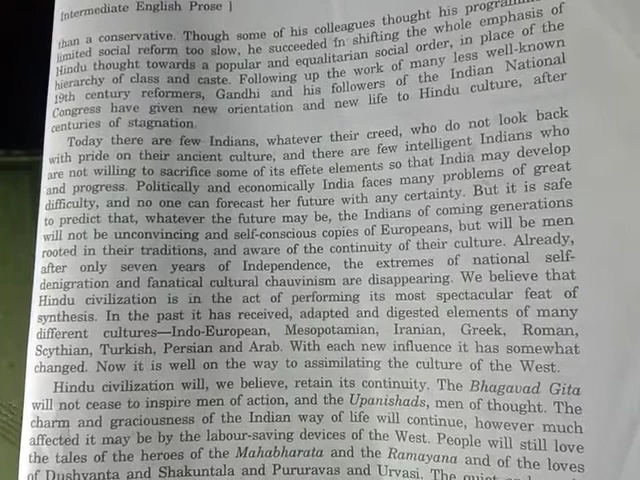 Intermediate English Prose ]
than a conservative. Though some of his colleagues thought his
limited social reform too slow, he succeeded in shifting the whole emphasis of
Hindu thought towards a popular and equalitarian social order, in place of the
hierarchy of class and caste. Following up the work of many less well-known
19th century reformers, Gandhi and his followers of the Indian National
Congress have given new orientation and new life to Hindu culture, after
centuries of stagnation.
Today there are few Indians, whatever their creed, who do not look back
with pride on their ancient culture, and there are few intelligent Indians who
are not willing to sacrifice some of its effete elements so that India may develop
and progress. Politically and economically India faces many problems of great
difficulty, and no one can forecast her future with any certainty. But it is safe
to predict that, whatever the future may be, the Indians of coming generations
will not be unconvincing and self-conscious copies of Europeans, but will be men
rooted in their traditions, and aware of the continuity of their culture. Already,
after only seven years of Independence, the extremes of national self-
denigration and fanatical cultural chauvinism are disappearing. We believe that
Hindu civilization is in the act of performing its most spectacular feat of
synthesis. In the past it has received, adapted and digested elements of many
different cultures—Indo-European, Mesopotamian, Iranian, Greek, Roman,
Scythian, Turkish, Persian and Arab. With each new influence it has somewhat
changed. Now it is well on the way to assimilating the culture of the West.
Hindu civilization will, we believe, retain its continuity. The Bhagavad Gita
will not cease to inspire men of action, and the Upanishads, men of thought. The
charm and graciousness of the Indian way of life will continue, however much
affected it may be by the labour-saving devices of the West. People will still love
the tales of the heroes of the Mahabharata and the Ramayana and of the loves
of Dushyanta and Shakuntala and Pururavas and Urvasi. The quiet